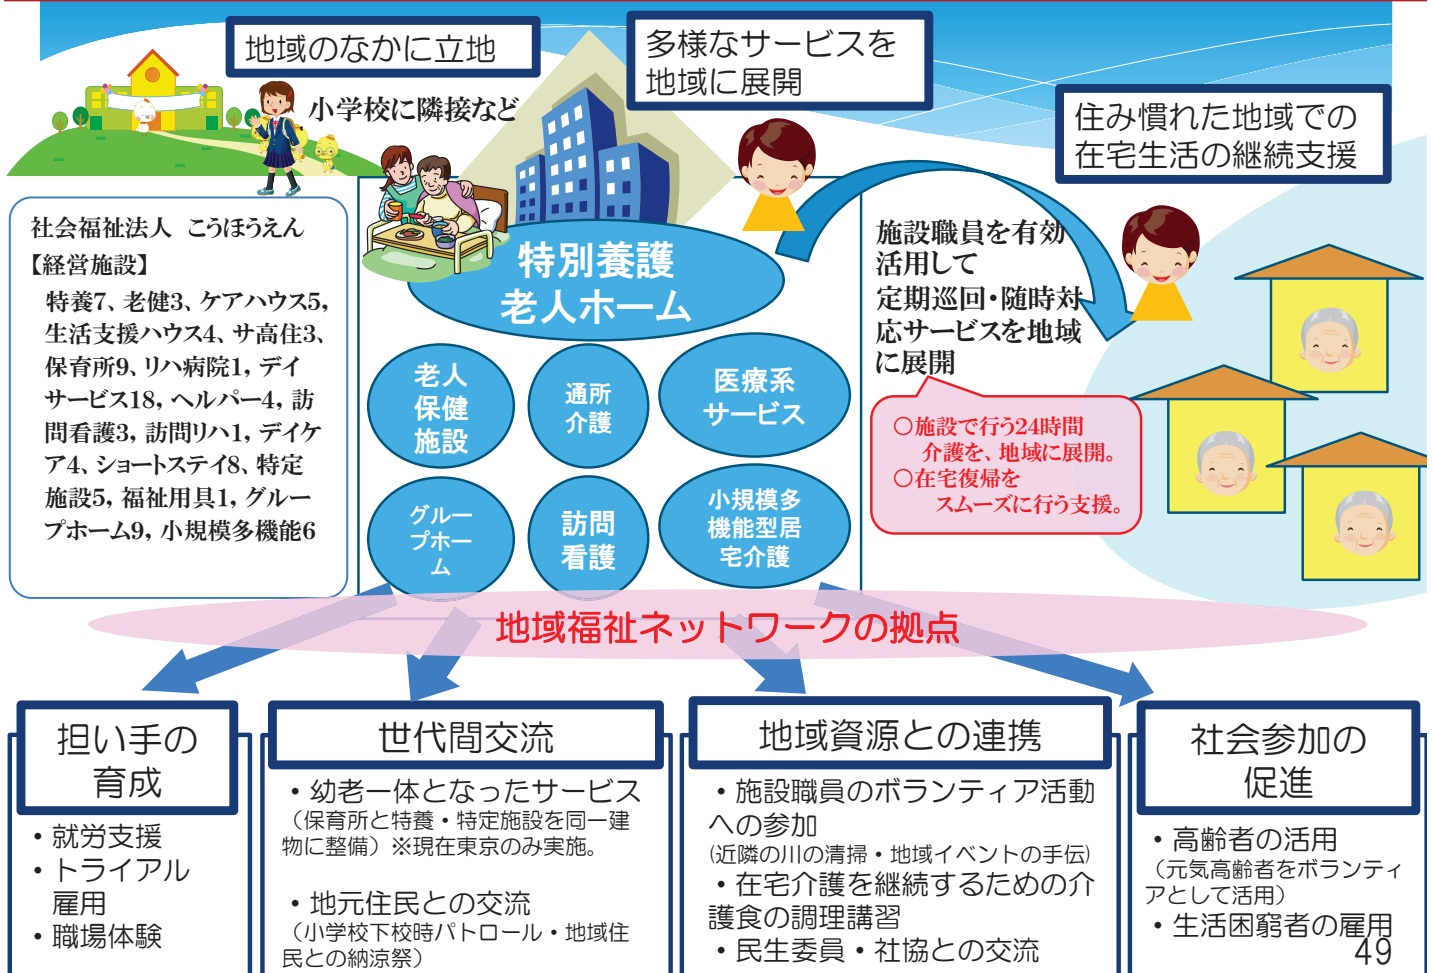 地域のなかに立地
小学校に隣接など
多様なサービスを
地域に展開
住み慣れた地域での
在宅生活の継続支援
社会福祉法人 こうほうえん
【経営施設】
特養7、老健3、ケアハウス5,
生活支援ハウス4、サ高住3、
保育所9、リハ病院1, デイ
サービス18, ヘルパー4, 訪
問看護3, 訪問リハ1, デイケ
ア4、ショートステイ8、特定
施設5, 福祉用具1, グルー
プホーム9, 小規模多機能6
特別養護
老人ホーム
老人
保健
施設
通所
介護
医療系
サービス
グルー
プホー
ム
訪問
看護
小規模多
機能型居
宅介護
施設職員を有効
活用して
定期巡回・随時対
応サービスを地域
に展開
○施設で行う24時間
介護を、地域に展開。
○在宅復帰を
スムーズに行う支援。
地域福祉ネットワークの拠点
担い手の
育成
・就労支援
・トライアル
雇用
・職場体験
世代間交流
・幼老一体となったサービス
（保育所と特養・特定施設を同一建
物に整備）※現在東京のみ実施。
・地元住民との交流
（小学校下校時パトロール・地域住
民との納涼祭）
地域資源との連携
・施設職員のボランティア活動
への参加
(近隣の川の清掃・地域イベントの手伝)
・在宅介護を継続するための介
護食の調理講習
・民生委員・社協との交流
社会参加の
促進
・高齢者の活用
（元気高齢者をボランティ
アとして活用）
・生活困窮者の雇用
49